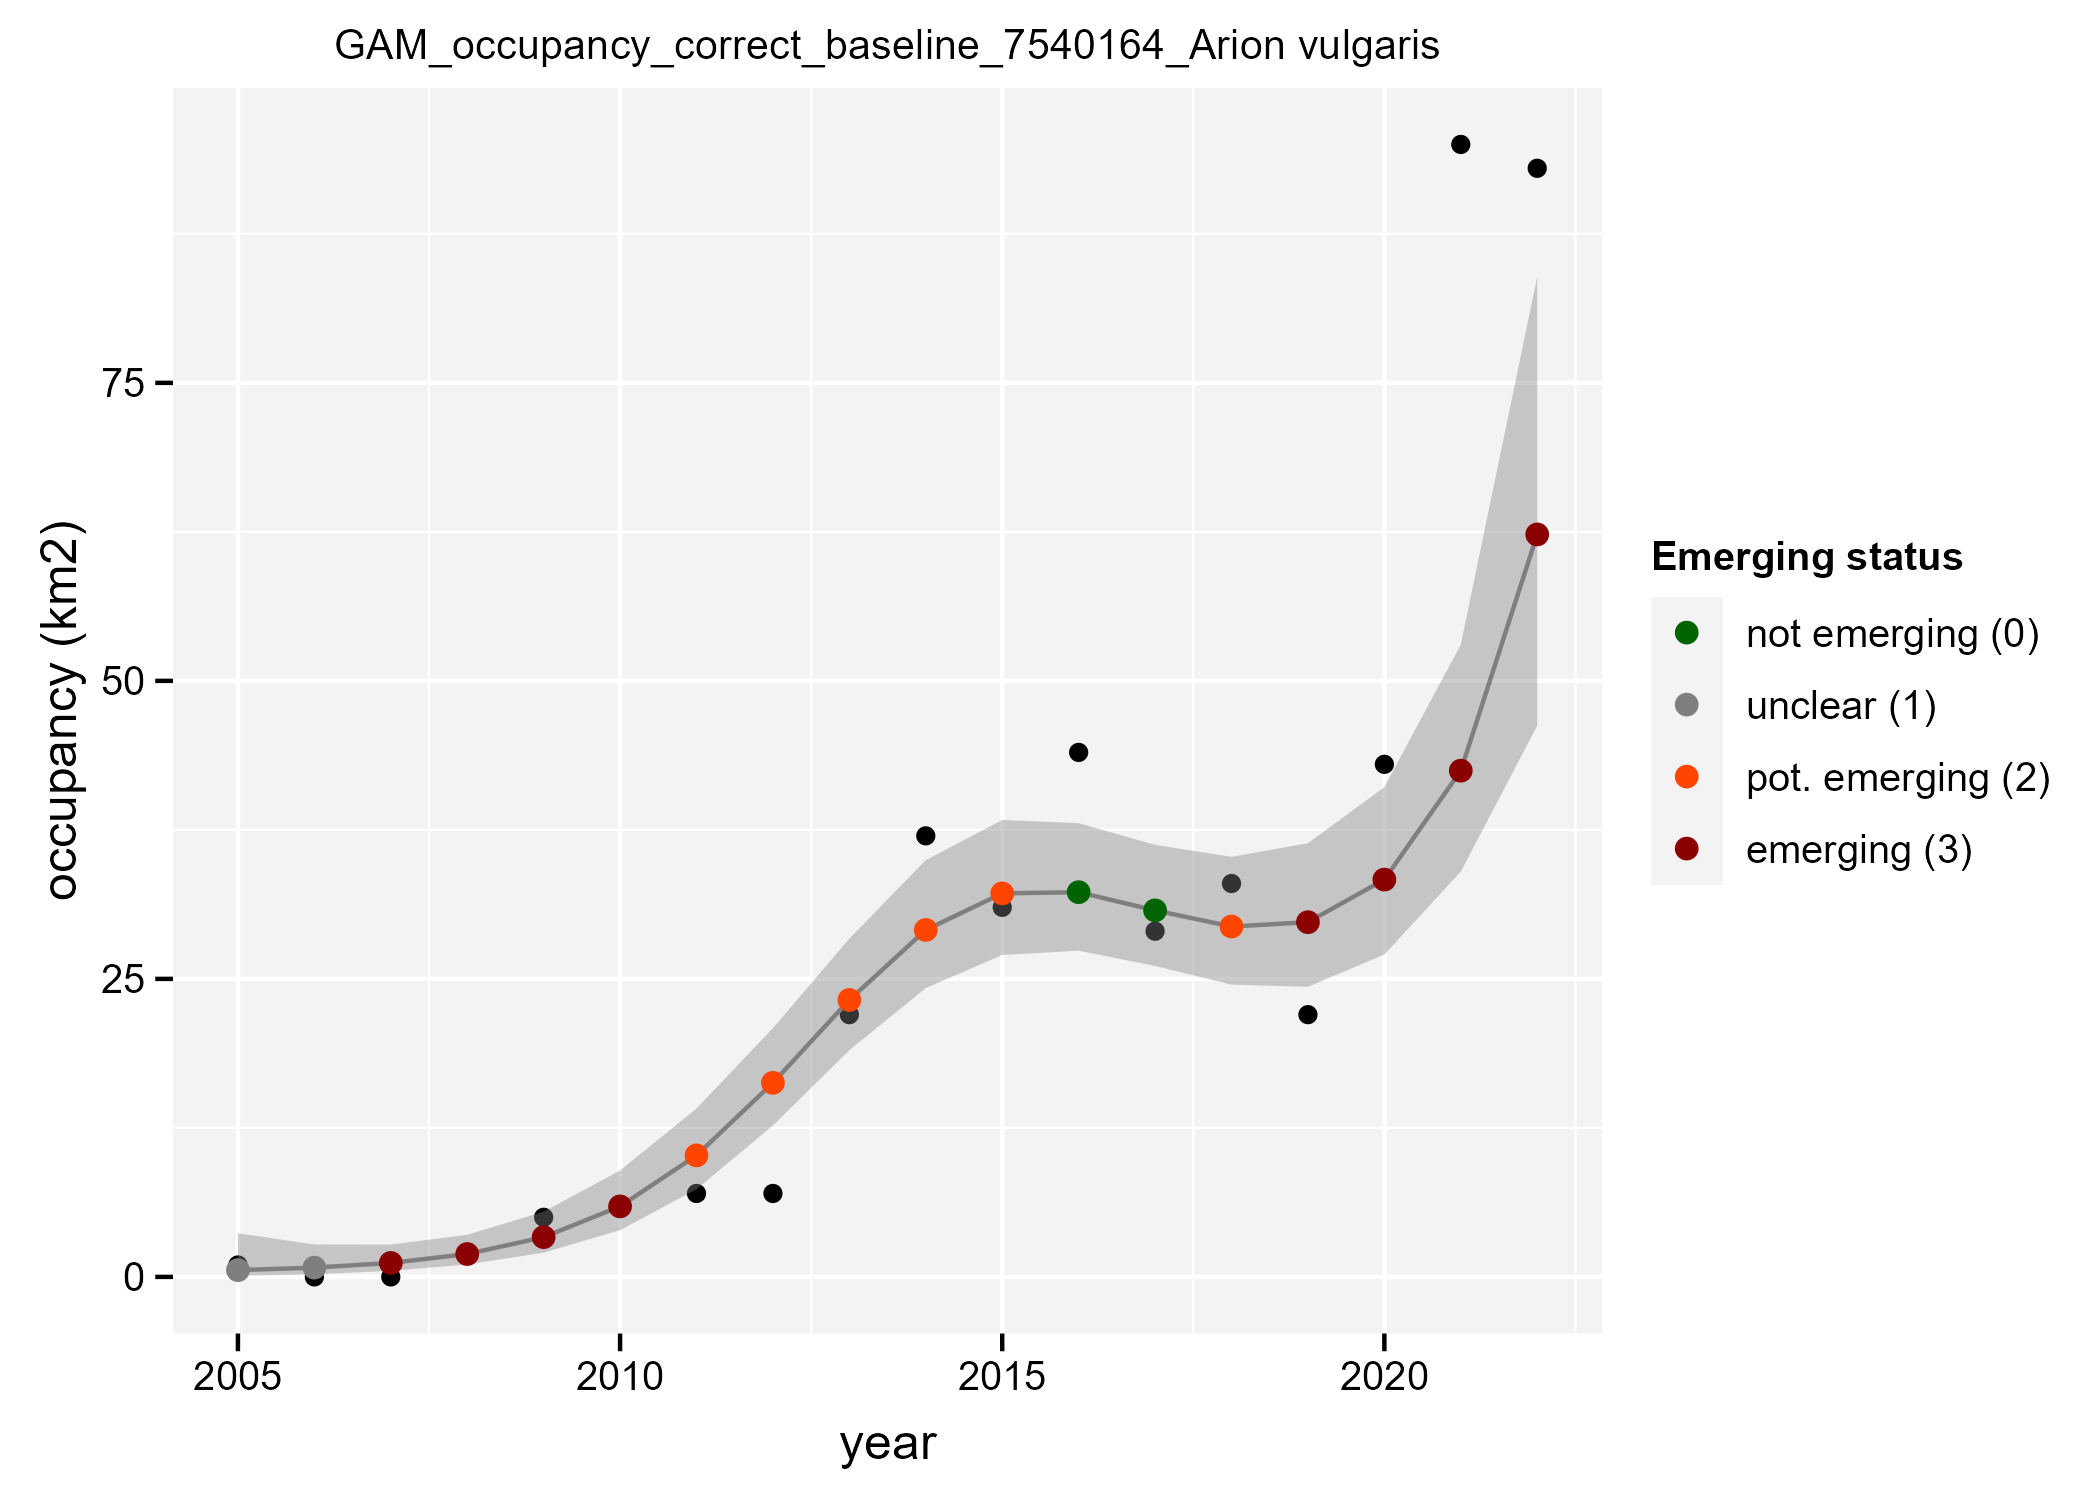 GAM_occupancy_correct_baseline_7540164_Arion vulgaris
occupancy (km2)
75
50
25
0
2005
2010
2015
2020
year
Emerging status
not emerging (0)
unclear (1)
pot. emerging (2)
emerging (3)